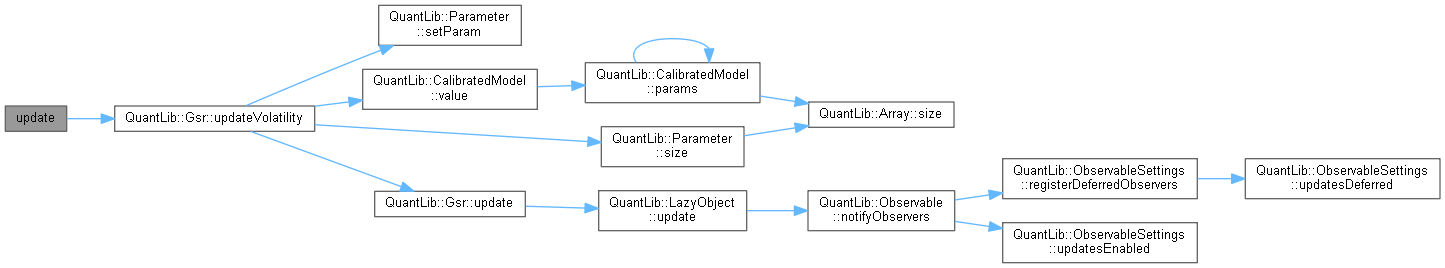 update
QuantLib::Gsr::updateVolatility
QuantLib::Parameter
::setParam
QuantLib::CalibratedModel
::value
QuantLib::CalibratedModel
::params
QuantLib::Array::size
QuantLib::Parameter
::size
QuantLib::Gsr::update
QuantLib::LazyObject
::update
QuantLib::Observable
::notifyObservers
QuantLib::ObservableSettings
::registerDeferredObservers
QuantLib::ObservableSettings
::updatesDeferred
QuantLib::ObservableSettings
::updatesEnabled